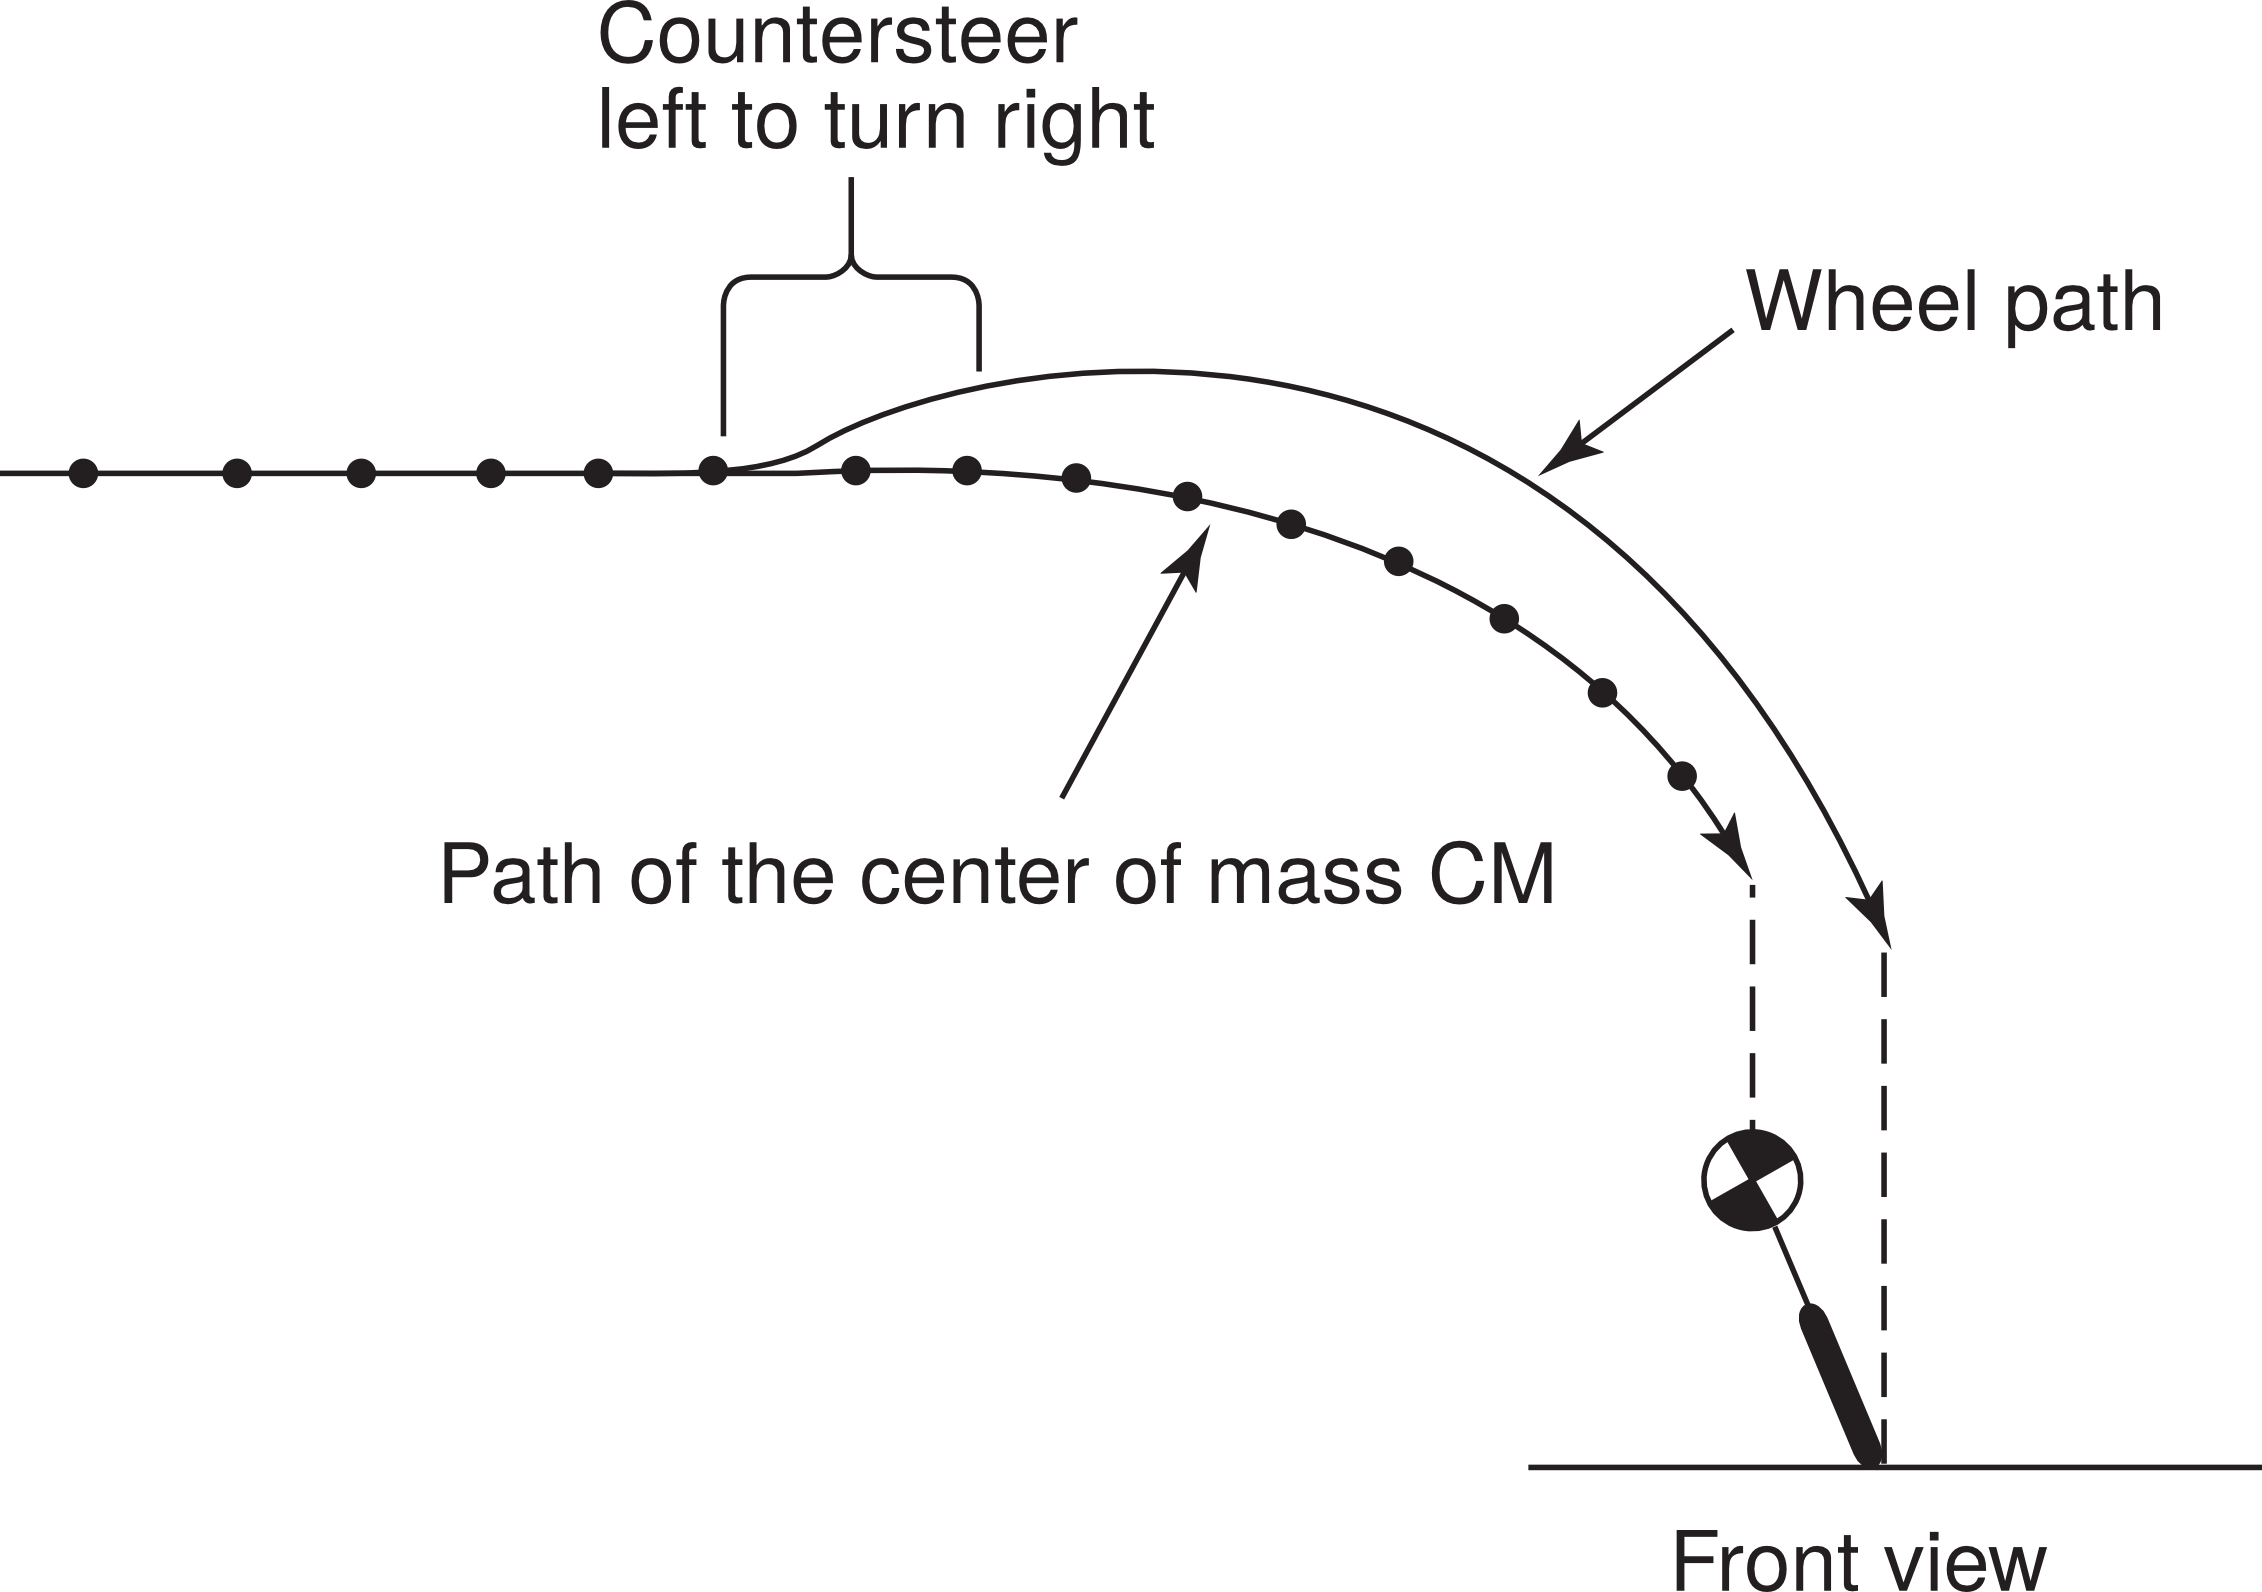 Countersteer
left to turn right
Wheel path
Path of the center of mass CM
Front view